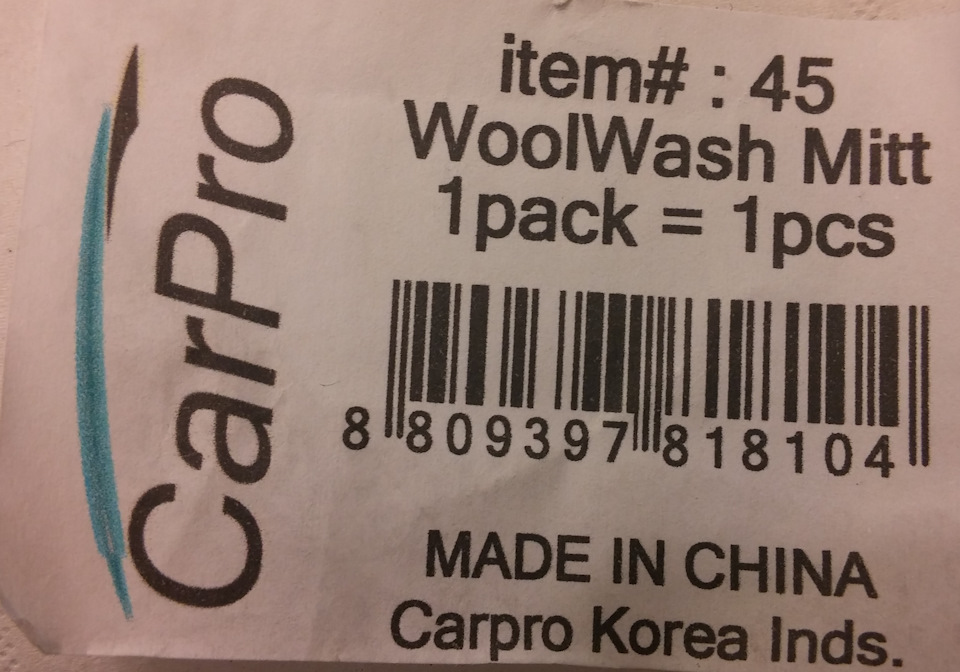 CarPro
item# : 45
WoolWash Mitt
1pack = 1pcs
8 809397 818104
MADE IN CHINA
Carpro Korea Inds.